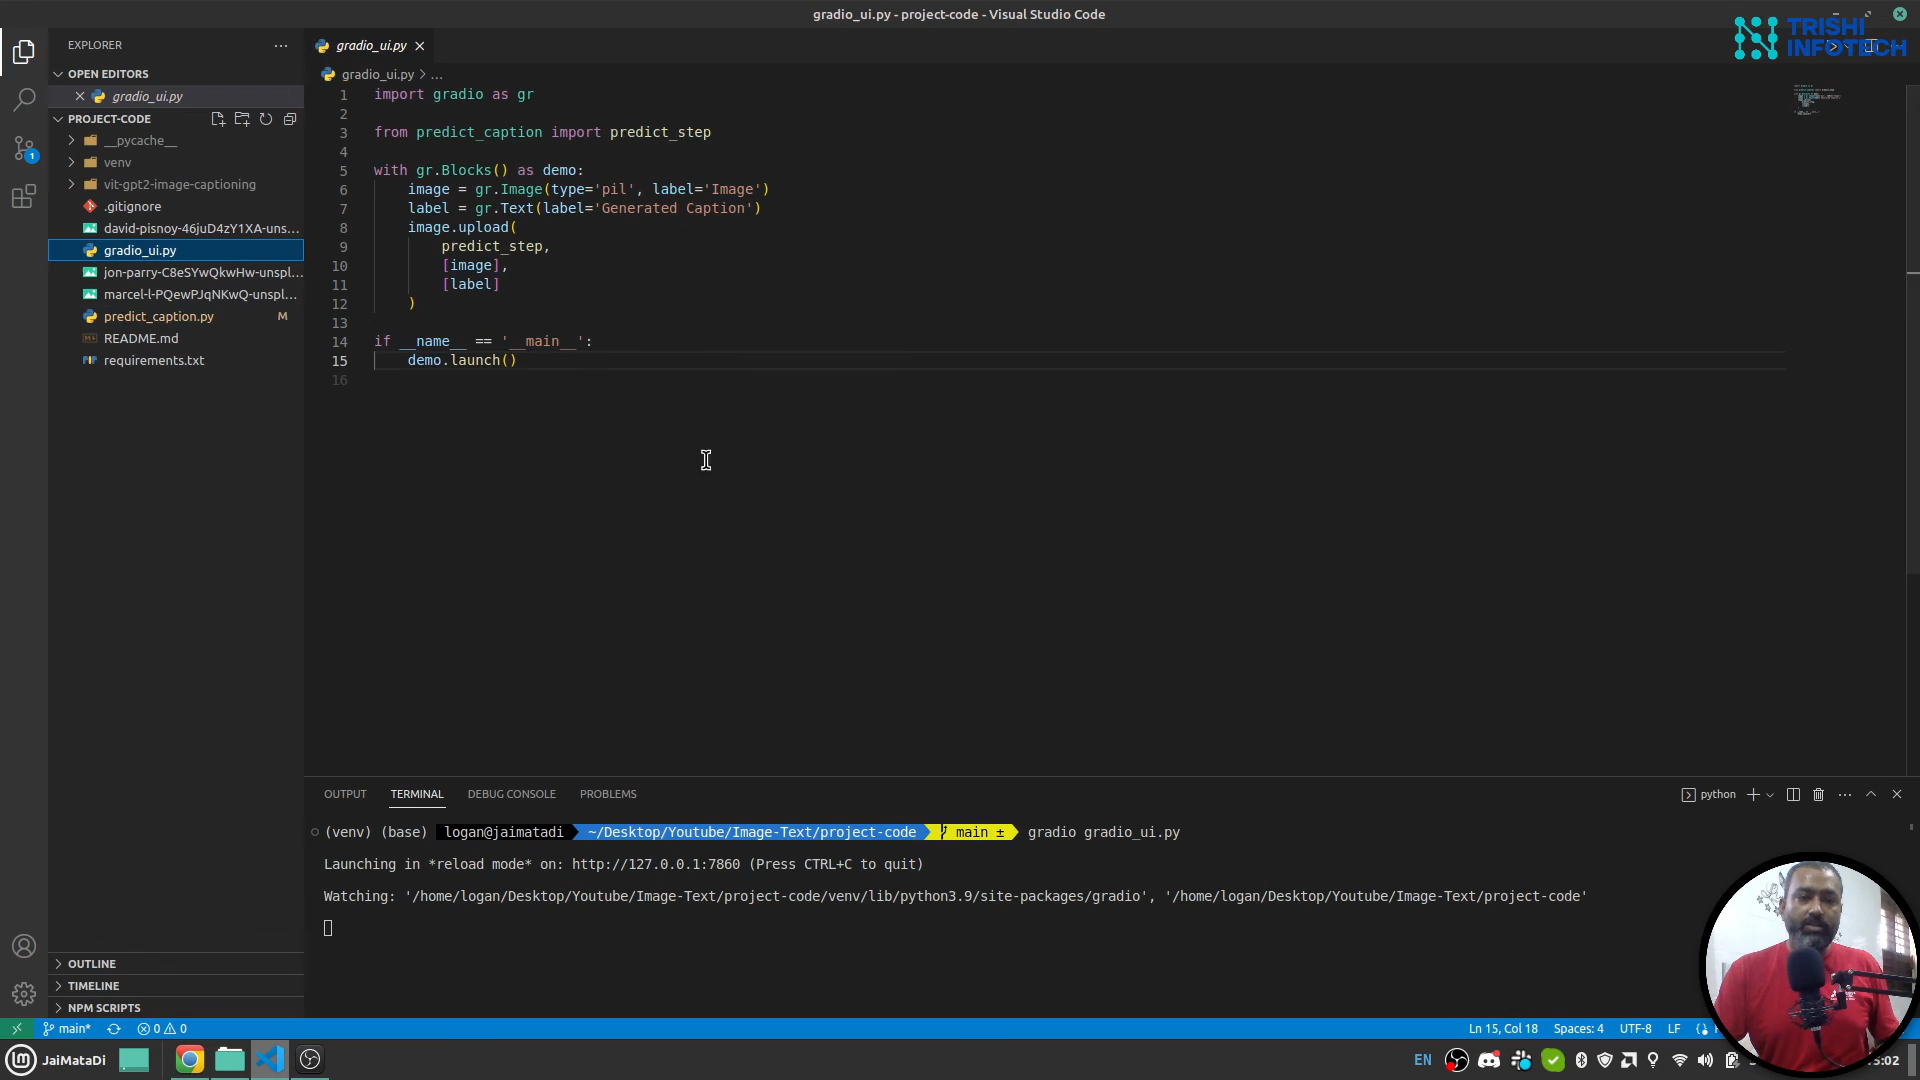 gradio_ui.py - project-code - Visual Studio Code
TRISHI
INFOTECH
EXPLORER
gradio_ui.py
OPEN EDITORS
gradio_ui.py > ...
gradio_ui.py
PROJECT-CODE
__pycache__
venv
vit-gpt2-image-captioning
.gitignore
david-pisnoy-46juD4zY1XA-uns...
gradio_ui.py
jon-parry-C8eSYwQkwHw-unspl...
marcel-l-PQewPJqNKwQ-unspl...
predict_caption.py M
README.md
requirements.txt
OUTLINE
TIMELINE
NPM SCRIPTS
1 import gradio as gr
2
3 from predict_caption import predict_step
4
5 with gr.Blocks() as demo:
6 image = gr.Image(type='pil', label='Image')
7 label = gr.Text(label='Generated Caption')
8 image.upload(
9 predict_step,
10 [image],
11 [label]
12 )
13
14 if __name__ == '__main__':
15 demo.launch()
16
OUTPUT TERMINAL DEBUG CONSOLE PROBLEMS
python
(venv) (base) logan@jaimatadi ~/Desktop/Youtube/Image-Text/project-code main ± gradio gradio_ui.py
Launching in *reload mode* on: http://127.0.0.1:7860 (Press CTRL+C to quit)
Watching: '/home/logan/Desktop/Youtube/Image-Text/project-code/venv/lib/python3.9/site-packages/gradio', '/home/logan/Desktop/Youtube/Image-Text/project-code'
main* 0 0
Ln 15, Col 18 Spaces: 4 UTF-8 LF
JaiMataDi
EN